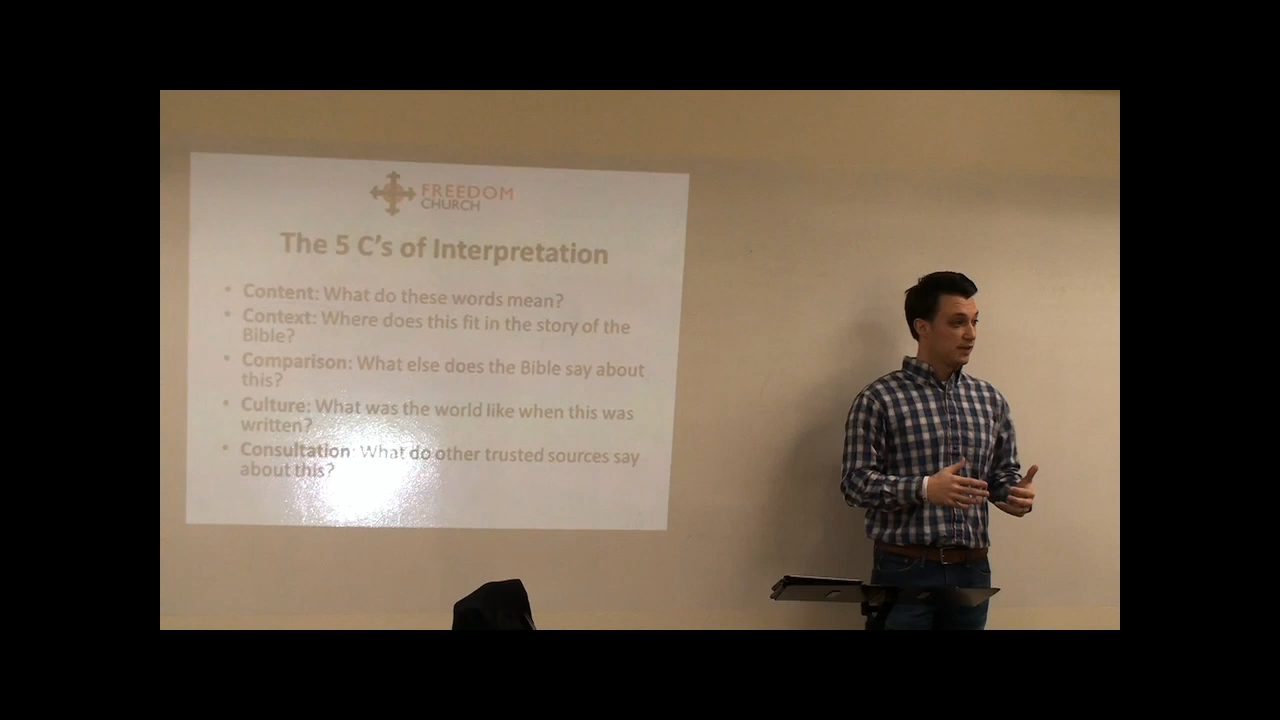 FREEDOM
CHURCH
The 5 C's of Interpretation
• Content: What do these words mean?
• Context: Where does this fit in the story of the
Bible?
• Comparison: What else does the Bible say about
this?
• Culture: What was the world like when this was
written?
• Consultation: What do other trusted sources say
about this?